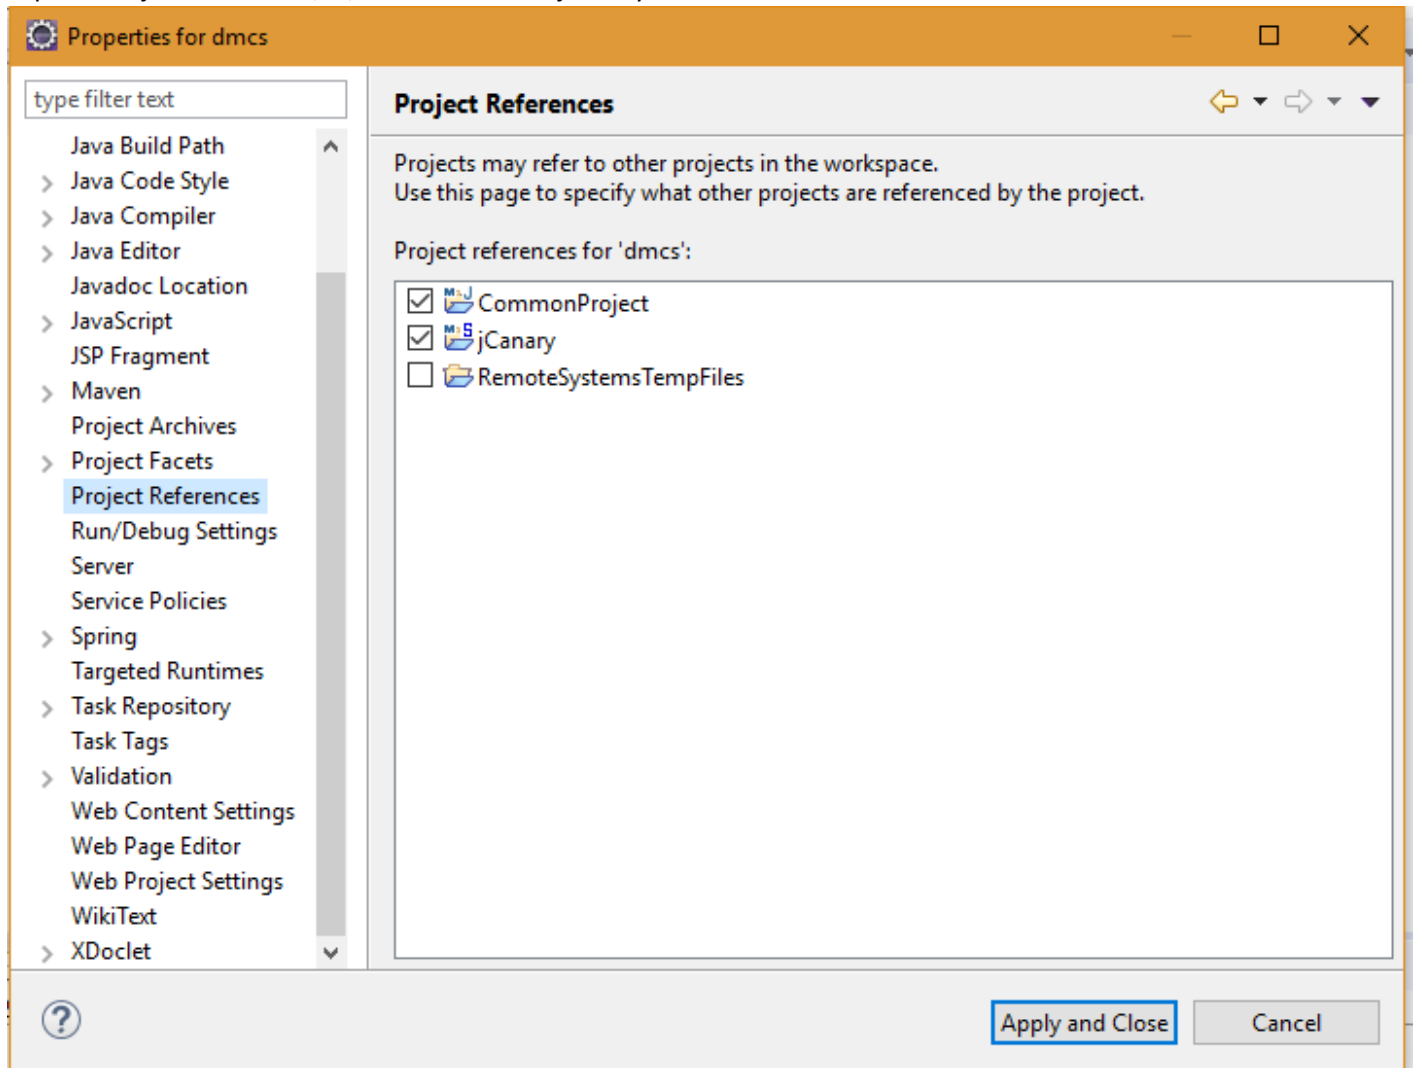 Properties for dmcs
type filter text
Java Build Path
Java Code Style
Java Compiler
Java Editor
Javadoc Location
JavaScript
JSP Fragment
Maven
Project Archives
Project Facets
Project References
Run/Debug Settings
Server
Service Policies
Spring
Targeted Runtimes
Task Repository
Task Tags
Validation
Web Content Settings
Web Page Editor
Web Project Settings
WikiText
XDoclet
Project References
Projects may refer to other projects in the workspace.
Use this page to specify what other projects are referenced by the project.
Project references for 'dmcs':
CommonProject
jCanary
RemoteSystemsTempFiles
Apply and Close
Cancel